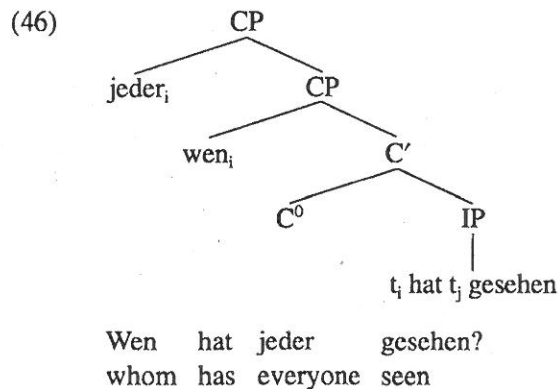 (46)
CP
jederᵢ CP
wenᵢ C′
C⁰ IP
tᵢ hat tⱼ gesehen
Wen hat jeder gesehen?
whom has everyone seen